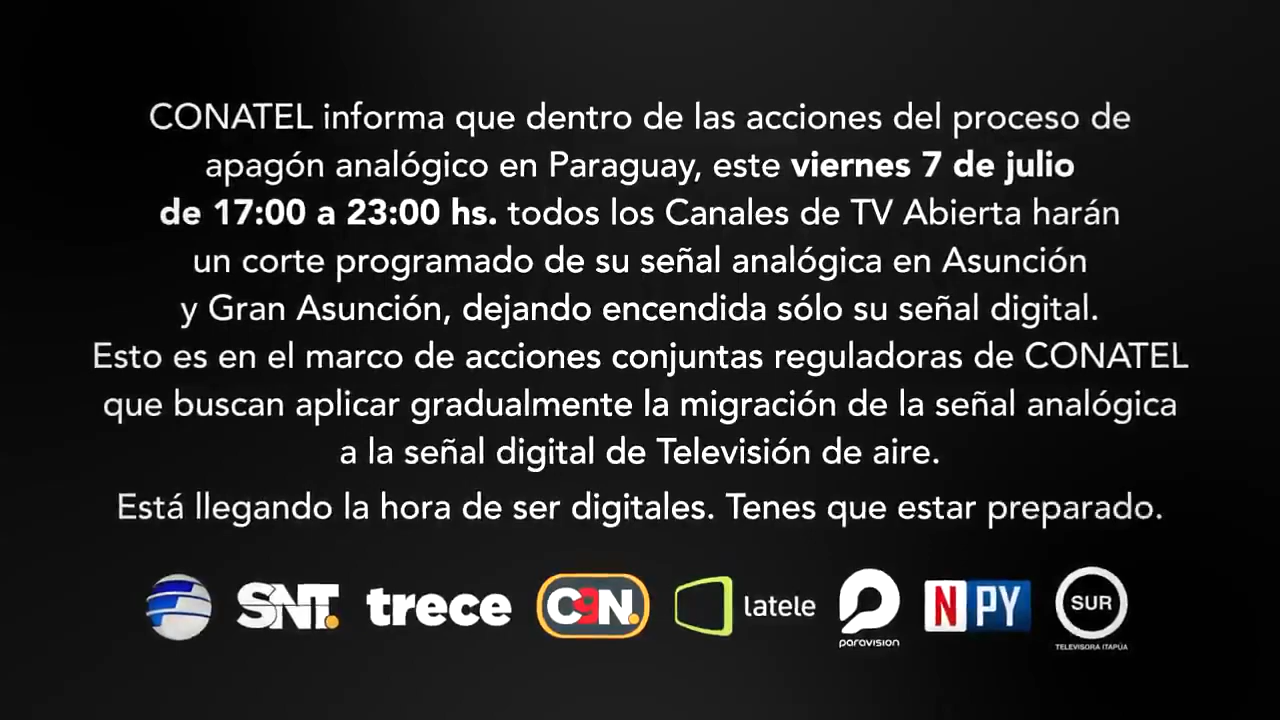 CONATEL informa que dentro de las acciones del proceso de
apagón analógico en Paraguay, este viernes 7 de julio
de 17:00 a 23:00 hs. todos los Canales de TV Abierta harán
un corte programado de su señal analógica en Asunción
y Gran Asunción, dejando encendida sólo su señal digital.
Esto es en el marco de acciones conjuntas reguladoras de CONATEL
que buscan aplicar gradualmente la migración de la señal analógica
a la señal digital de Televisión de aire.
Está llegando la hora de ser digitales. Tenes que estar preparado.
SNT. trece C9N. latele paravision NPY SUR
TELEVISORA ITAPÚA